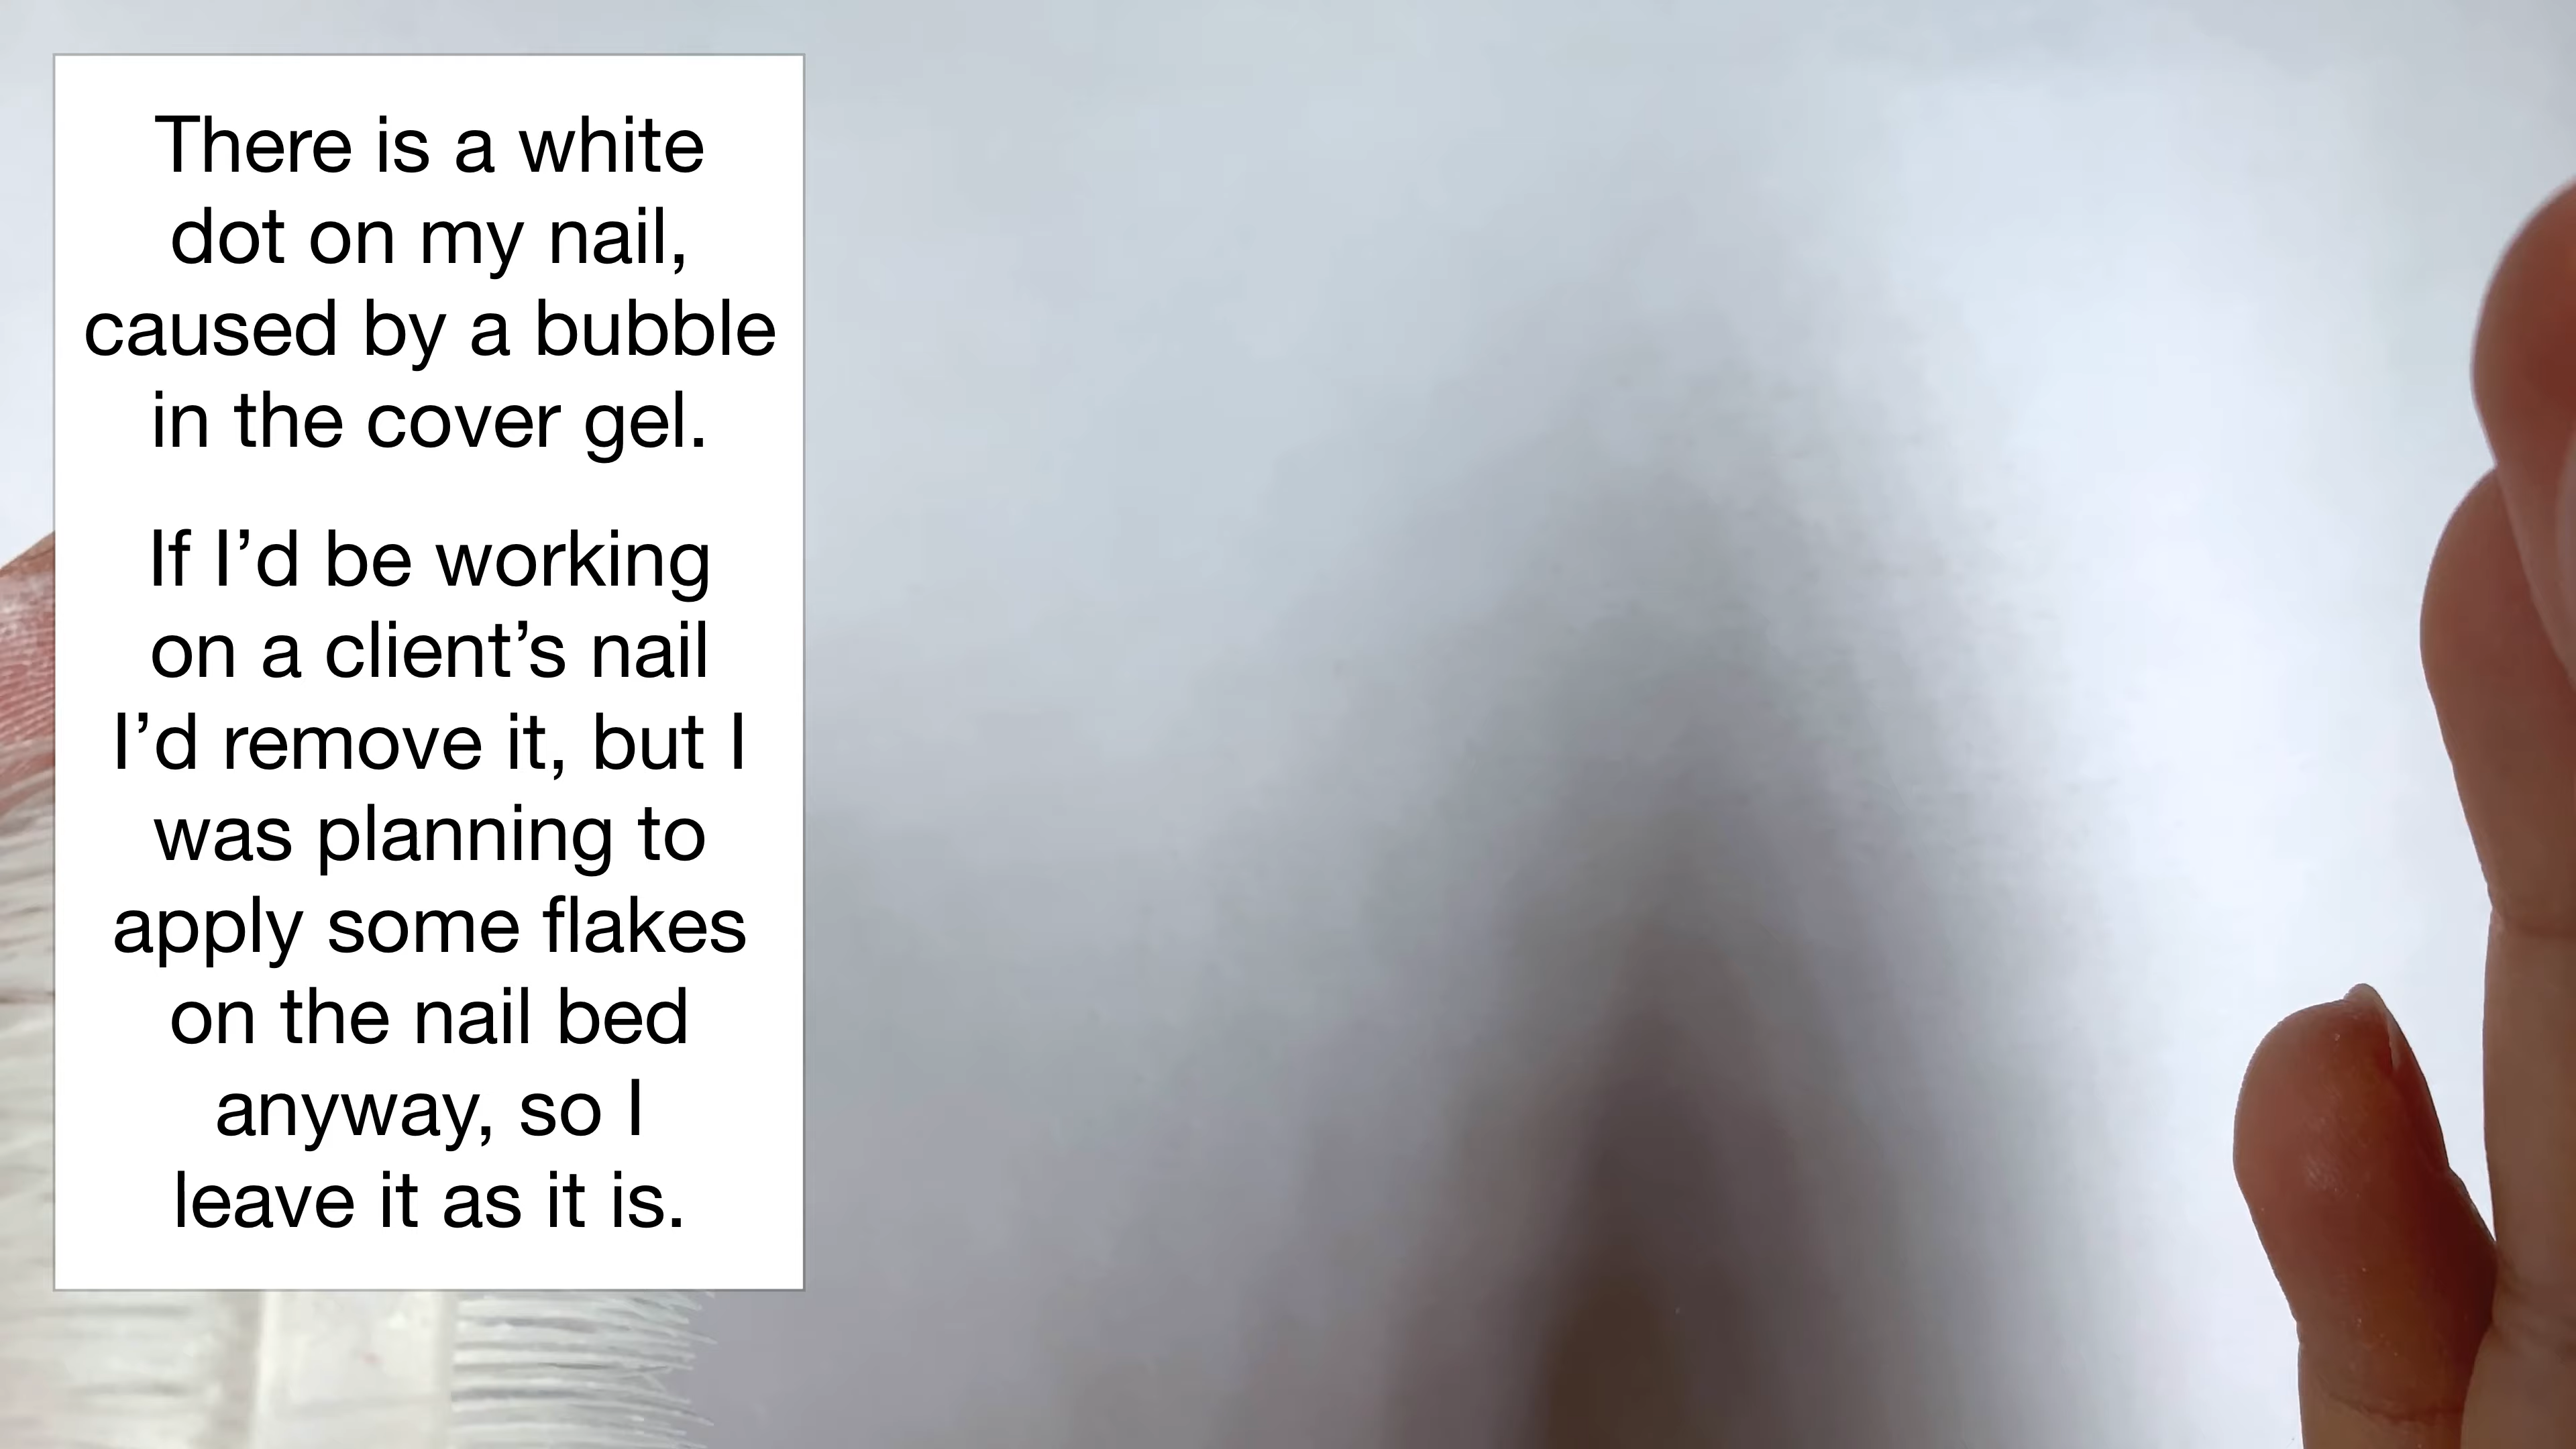 There is a white
dot on my nail,
caused by a bubble
in the cover gel.
If I’d be working
on a client’s nail
I’d remove it, but I
was planning to
apply some flakes
on the nail bed
anyway, so I
leave it as it is.